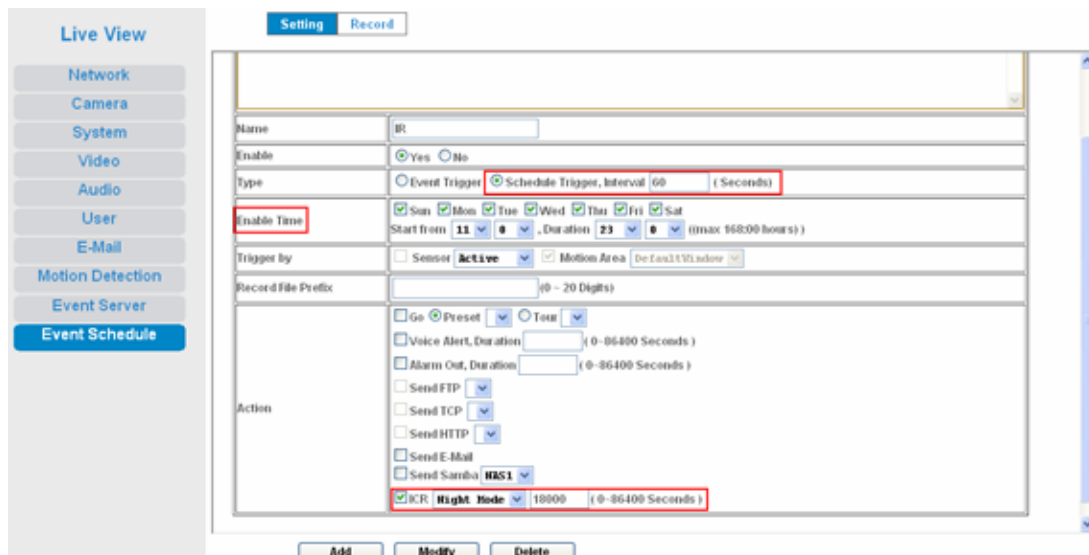 Live View
Network
Camera
System
Video
Audio
User
E-Mail
Motion Detection
Event Server
Event Schedule
Setting Record
Name IR
Enable Yes No
Type Event Trigger Schedule Trigger, Interval 60 ( Seconds)
Enable Time Sun Mon Tue Wed Thu Fri Sat
Start from 11 0 , Duration 23 0 ((max 168:00 hours) )
Trigger by Sensor Active Motion Area DefaultWindow
Record File Prefix (0 ~ 20 Digits)
Action
Go Preset Tour
Voice Alert, Duration ( 0~86400 Seconds )
Alarm Out, Duration ( 0~86400 Seconds )
Send FTP
Send TCP
Send HTTP
Send E-Mail
Send Samba NAS1
ICR Night Mode 18000 ( 0~86400 Seconds )
Add Modify Delete